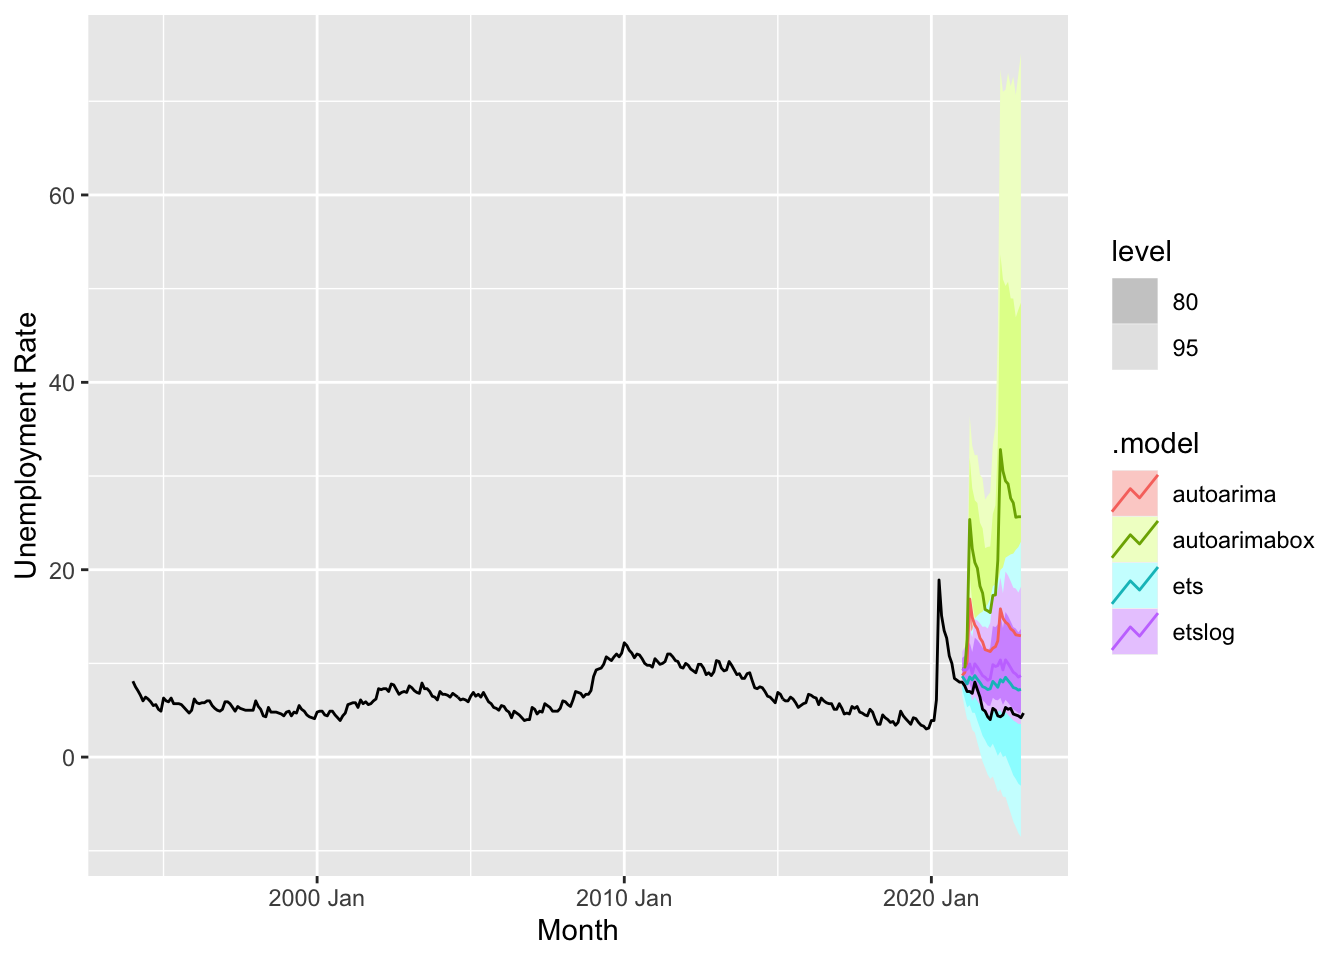 Unemployment Rate
60
40
20
0
2000 Jan
2010 Jan
2020 Jan
Month
level
80
95
.model
autoarima
autoarimabox
ets
etslog